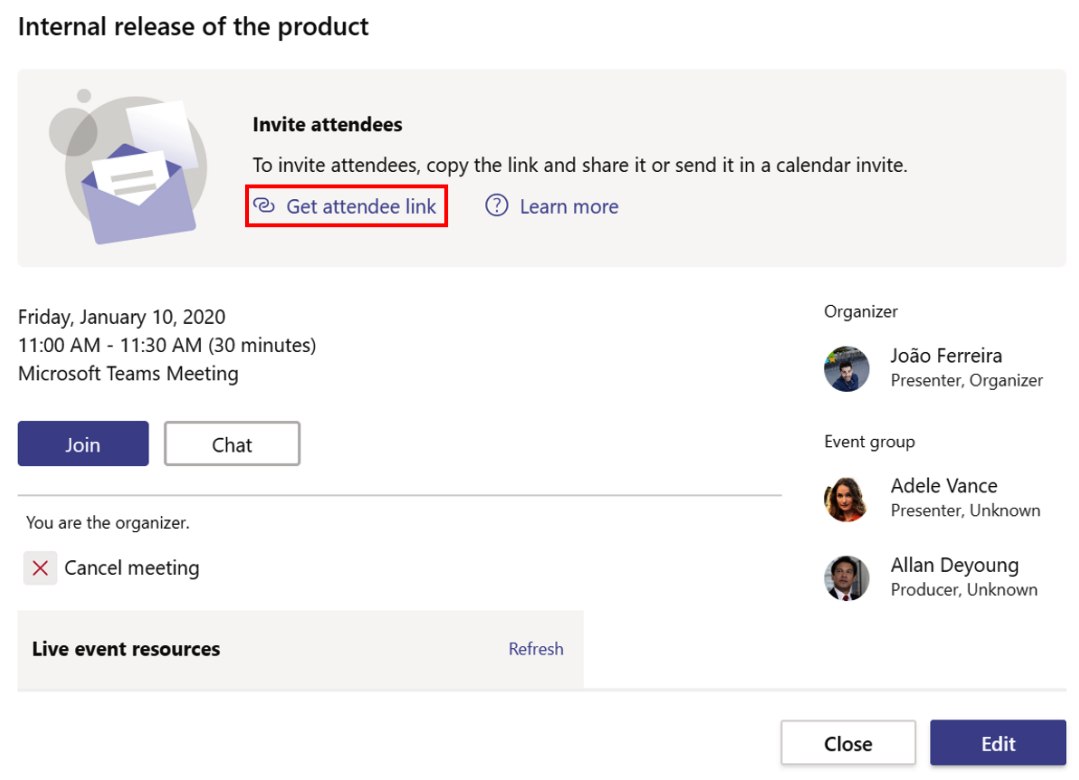 Internal release of the product
Invite attendees
To invite attendees, copy the link and share it or send it in a calendar invite.
Get attendee link
Learn more
Friday, January 10, 2020
11:00 AM - 11:30 AM (30 minutes)
Microsoft Teams Meeting
Join
Chat
You are the organizer.
Cancel meeting
Live event resources
Refresh
Organizer
João Ferreira
Presenter, Organizer
Event group
Adele Vance
Presenter, Unknown
Allan Deyoung
Producer, Unknown
Close
Edit